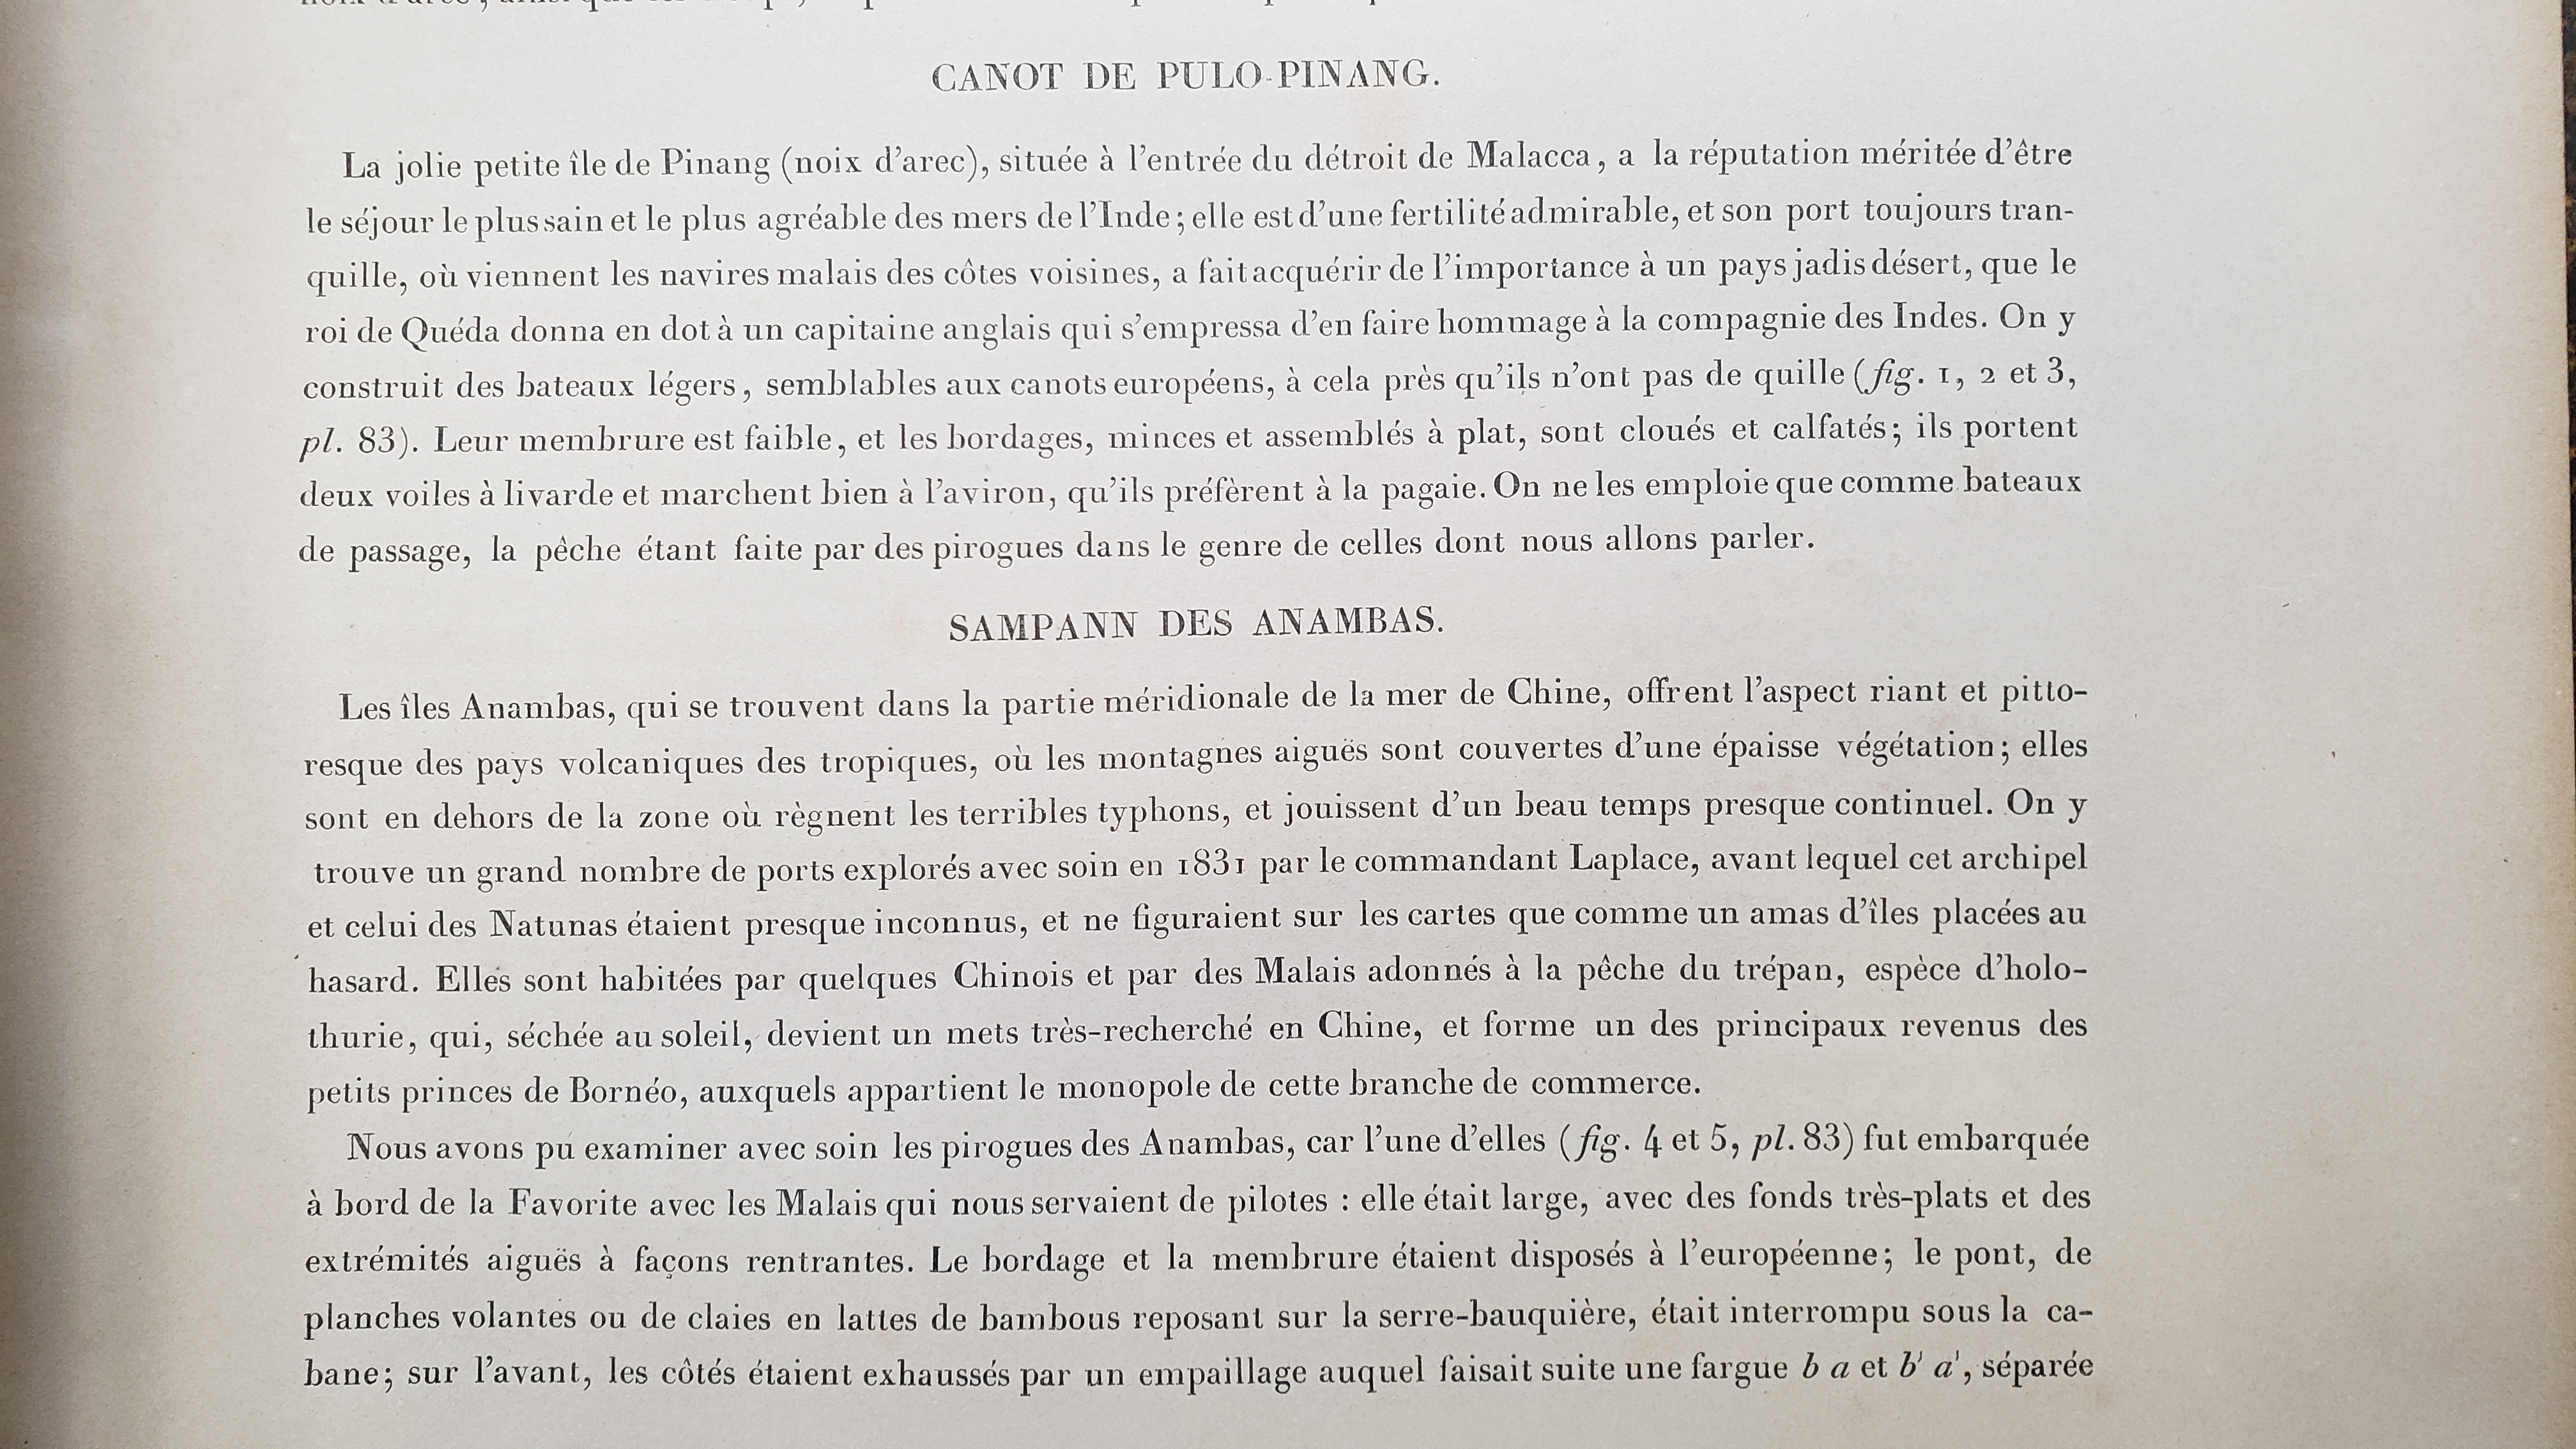 CANOT DE PULO-PINANG.
La jolie petite île de Pinang (noix d'arec), située à l'entrée du détroit de Malacca, a la réputation méritée d'être
le séjour le plus sain et le plus agréable des mers de l'Inde; elle est d'une fertilité admirable, et son port toujours tran-
quille, où viennent les navires malais des côtes voisines, a fait acquérir de l'importance à un pays jadis désert, que le
roi de Quéda donna en dot à un capitaine anglais qui s'empressa d'en faire hommage à la compagnie des Indes. On y
construit des bateaux légers, semblables aux canots européens, à cela près qu'ils n'ont pas de quille (fig. 1, 2 et 3,
pl. 83). Leur membrure est faible, et les bordages, minces et assemblés à plat, sont cloués et calfatés; ils portent
deux voiles à livarde et marchent bien à l'aviron, qu'ils préfèrent à la pagaie. On ne les emploie que comme bateaux
de passage, la pêche étant faite par des pirogues dans le genre de celles dont nous allons parler.
SAMPANN DES ANAMBAS.
Les îles Anambas, qui se trouvent dans la partie méridionale de la mer de Chine, offrent l'aspect riant et pitto-
resque des pays volcaniques des tropiques, où les montagnes aiguës sont couvertes d'une épaisse végétation; elles
sont en dehors de la zone où règnent les terribles typhons, et jouissent d'un beau temps presque continuel. On y
trouve un grand nombre de ports explorés avec soin en 1831 par le commandant Laplace, avant lequel cet archipel
et celui des Natunas étaient presque inconnus, et ne figuraient sur les cartes que comme un amas d'îles placées au
hasard. Elles sont habitées par quelques Chinois et par des Malais adonnés à la pêche du trépan, espèce d'holo-
thurie, qui, séchée au soleil, devient un mets très-recherché en Chine, et forme un des principaux revenus des
petits princes de Bornéo, auxquels appartient le monopole de cette branche de commerce.
Nous avons pu examiner avec soin les pirogues des Anambas, car l'une d'elles (fig. 4 et 5, pl. 83) fut embarquée
à bord de la Favorite avec les Malais qui nous servaient de pilotes : elle était large, avec des fonds très-plats et des
extrémités aiguës à façons rentrantes. Le bordage et la membrure étaient disposés à l'européenne; le pont, de
planches volantes ou de claies en lattes de bambous reposant sur la serre-bauquière, était interrompu sous la ca-
bane; sur l'avant, les côtés étaient exhaussés par un empaillage auquel faisait suite une fargue b a et b' a', séparée